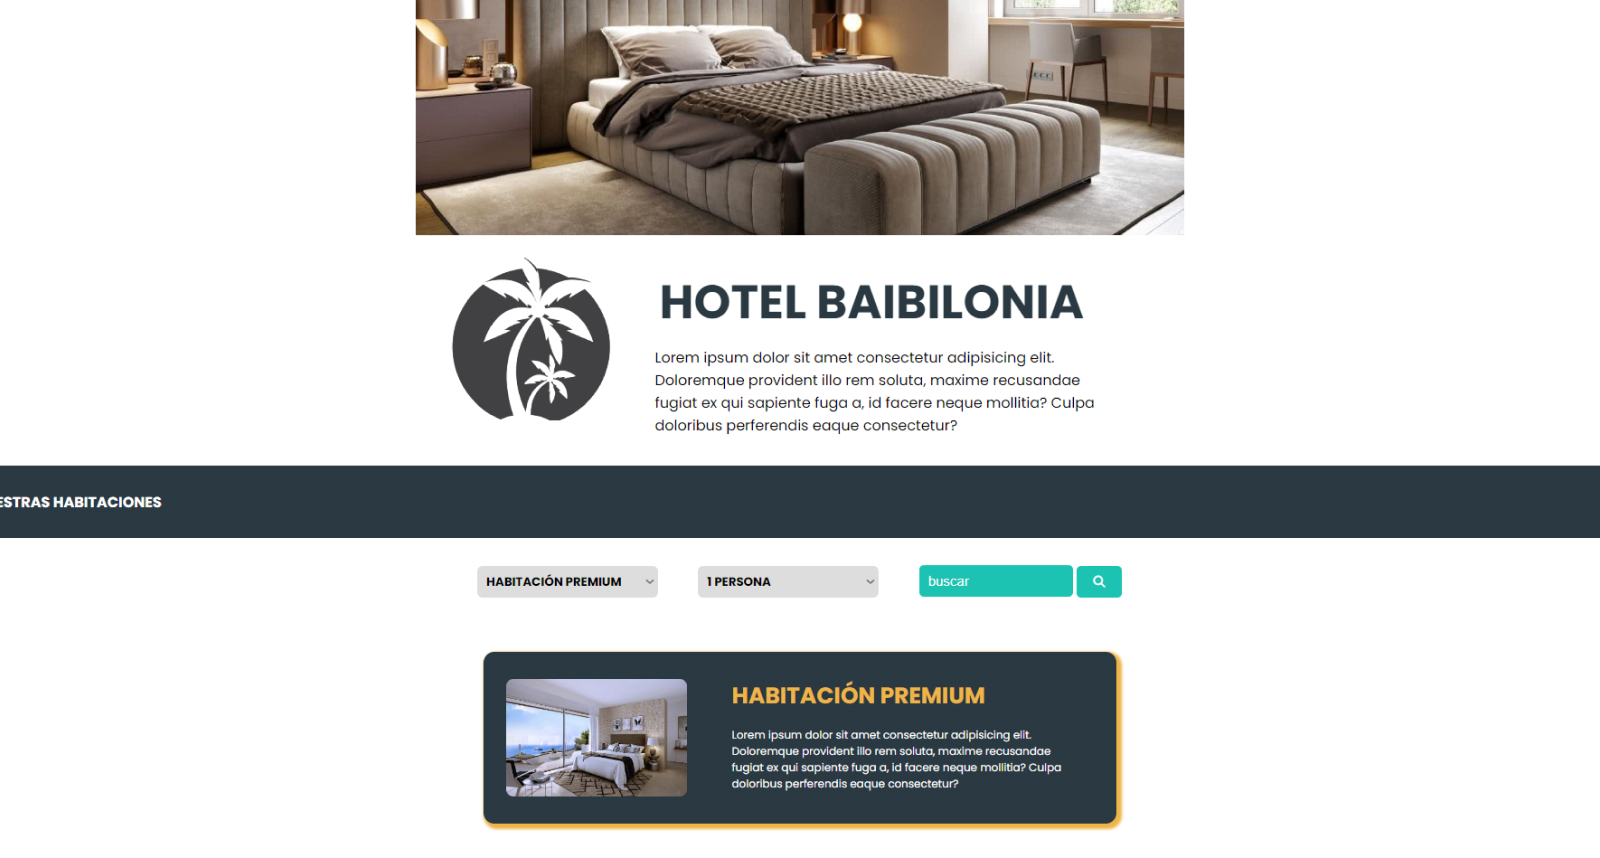 HOTEL BAIBILONIA
Lorem ipsum dolor sit amet consectetur adipisicing elit.
Doloremque provident illo rem soluta, maxime recusandae
fugiat ex qui sapiente fuga a, id facere neque mollitia? Culpa
doloribus perferendis eaque consectetur?
ESTRAS HABITACIONES
HABITACIÓN PREMIUM
1 PERSONA
buscar
HABITACIÓN PREMIUM
Lorem ipsum dolor sit amet consectetur adipisicing elit.
Doloremque provident illo rem soluta, maxime recusandae
fugiat ex qui sapiente fuga a, id facere neque mollitia? Culpa
doloribus perferendis eaque consectetur?